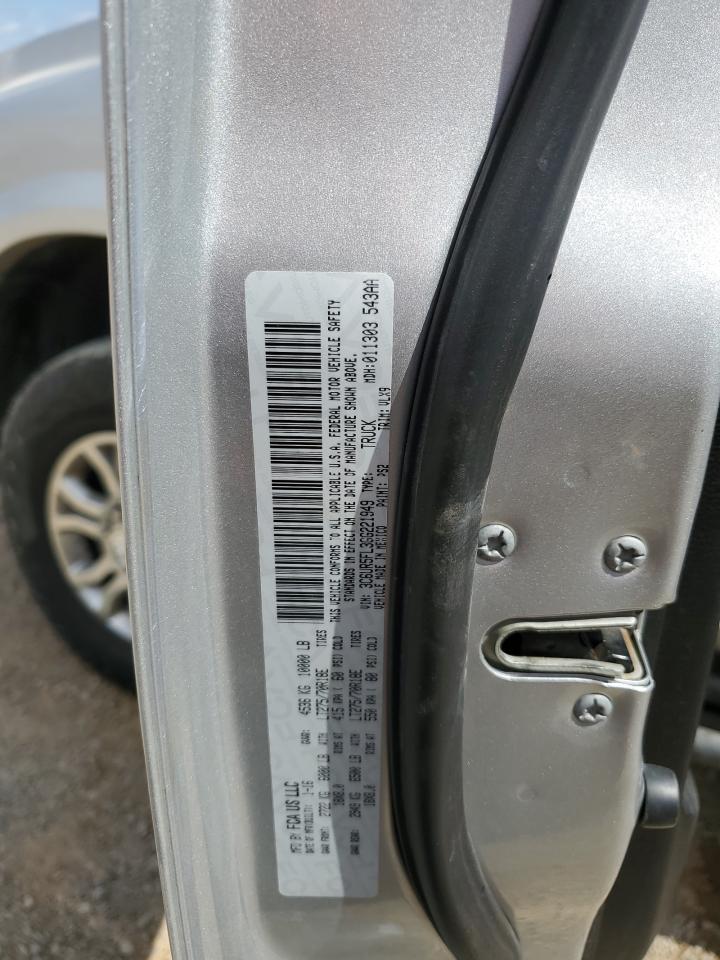 MFD BY FCA US LLC
DATE OF MFR 1-16 GVWR: 4536 KG 10000 LB
GAWR FRONT: 2722 KG 6000 LB WITH LT275/70R18E TIRES
18X8.0 RIMS AT 415 KPA ( 60 PSI) COLD
GAWR REAR: 2949 KG 6500 LB WITH LT275/70R18E TIRES
18X8.0 RIMS AT 550 KPA ( 80 PSI) COLD
THIS VEHICLE CONFORMS TO ALL APPLICABLE U.S.A. FEDERAL MOTOR VEHICLE SAFETY
STANDARDS IN EFFECT ON THE DATE OF MANUFACTURE SHOWN ABOVE.
VIN: 3C6UR5FL3GG221949 TYPE: TRUCK MDH:011303 543AA
VEHICLE MADE IN MEXICO PAINT: PS2 TRIM: VLX9